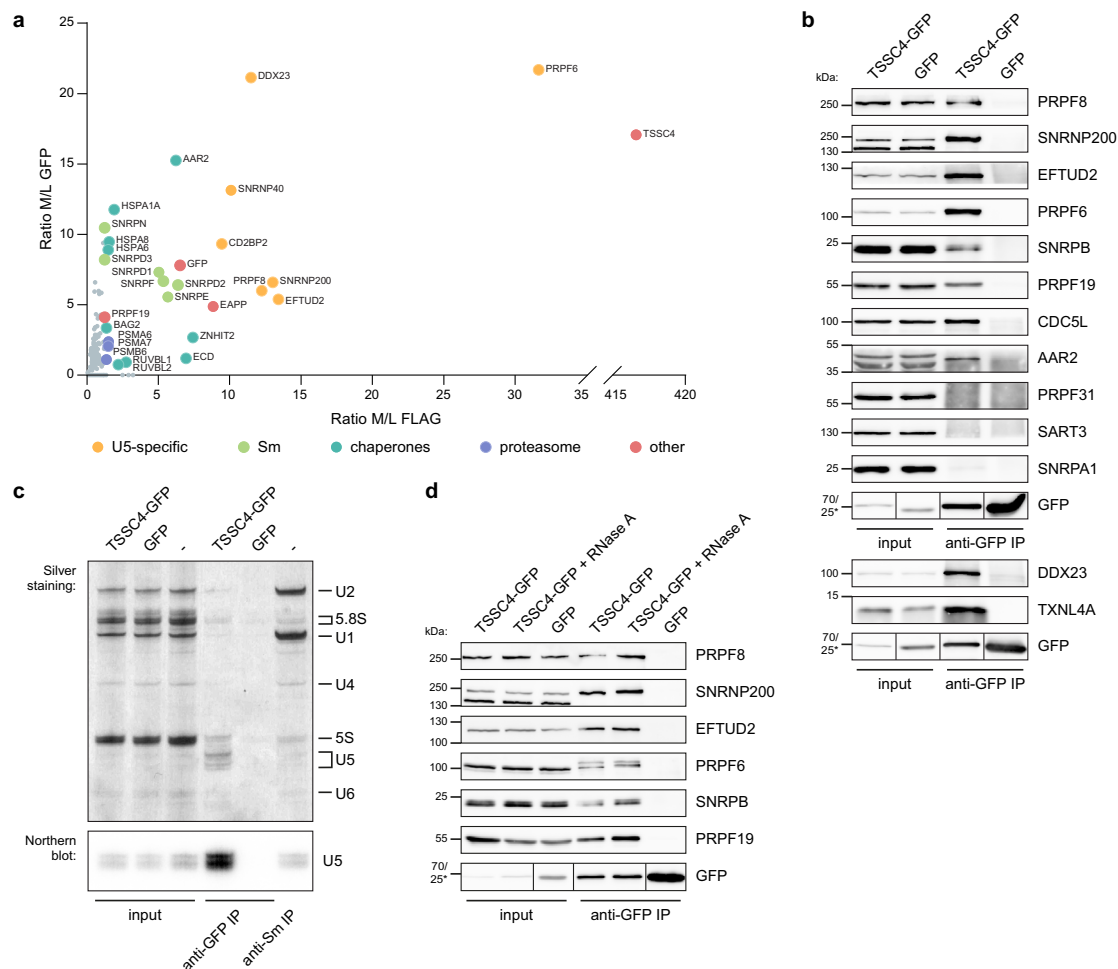 a
25
20
15
10
5
0
Ratio M/L GFP
0
5
10
15
20
25
30
35
415
420
Ratio M/L FLAG
DDX23
PRPF6
TSSC4
AAR2
SNRNP40
HSPA1A
SNRPN
HSPA8
HSPA6
SNRPD3
CD2BP2
GFP
SNRPD1
SNRPF
SNRPD2
SNRPE
PRPF8
SNRNP200
EFTUD2
EAPP
PRPF19
BAG2
PSMA6
PSMA7
PSMB6
RUVBL1
RUVBL2
ZNHIT2
ECD
U5-specific
Sm
chaperones
proteasome
other
b
TSSC4-GFP
GFP
TSSC4-GFP
GFP
kDa:
250
PRPF8
250
130
SNRNP200
130
EFTUD2
100
PRPF6
25
SNRPB
55
PRPF19
100
CDC5L
55
35
AAR2
55
PRPF31
130
SART3
25
SNRPA1
70/
25*
GFP
input
anti-GFP IP
100
DDX23
15
TXNL4A
70/
25*
GFP
input
anti-GFP IP
c
TSSC4-GFP
GFP
-
TSSC4-GFP
GFP
-
Silver
staining:
U2
5.8S
U1
U4
5S
U5
U6
Northern
blot:
U5
input
anti-GFP IP
anti-Sm IP
d
TSSC4-GFP
TSSC4-GFP + RNase A
GFP
TSSC4-GFP
TSSC4-GFP + RNase A
GFP
kDa:
250
PRPF8
250
130
SNRNP200
130
100
EFTUD2
100
PRPF6
25
SNRPB
55
PRPF19
70/
25*
GFP
input
anti-GFP IP